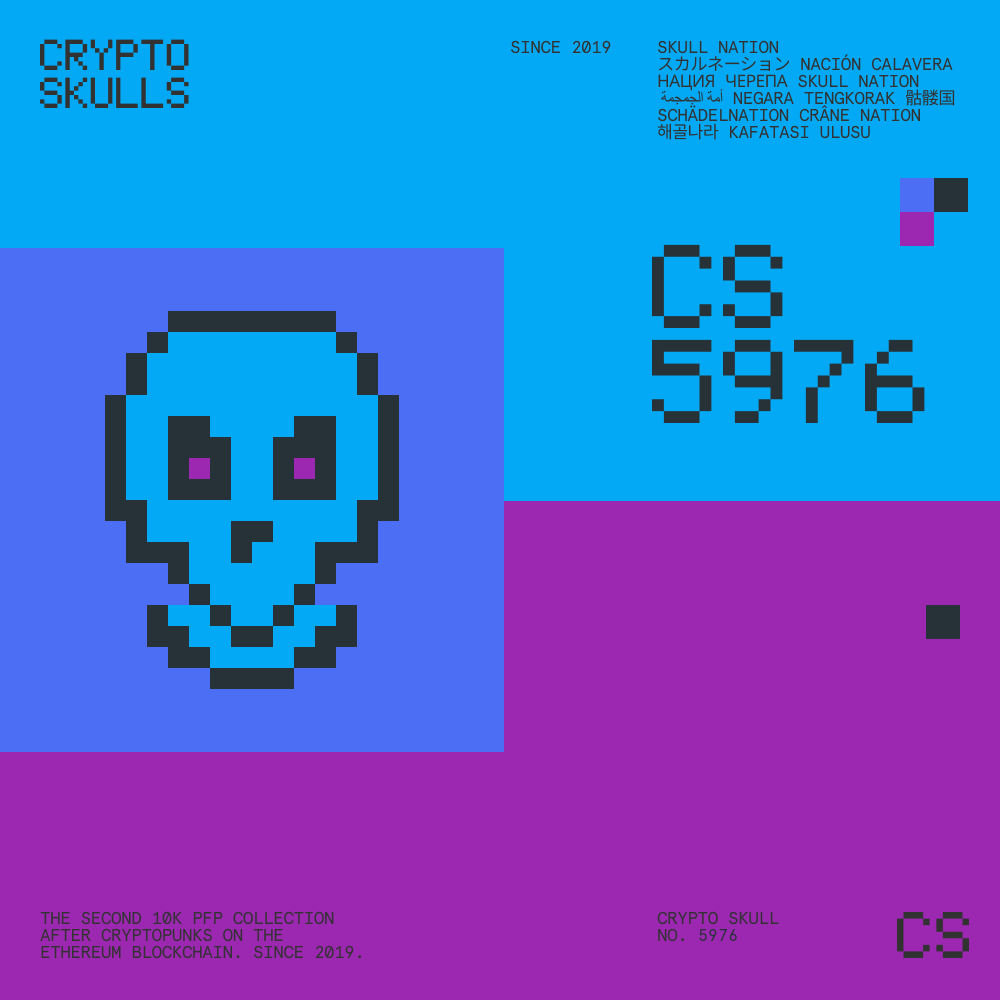 CRYPTO
SKULLS
SINCE 2019
SKULL NATION
スカルネーション NACIÓN CALAVERA
НАЦИЯ ЧЕРЕПА SKULL NATION
أمة الجمجمة NEGARA TENGKORAK 骷髅国
SCHÄDELNATION CRÂNE NATION
해골나라 KAFATASI ULUSU
CS
5976
THE SECOND 10K PFP COLLECTION
AFTER CRYPTOPUNKS ON THE
ETHEREUM BLOCKCHAIN. SINCE 2019.
CRYPTO SKULL
NO. 5976
CS